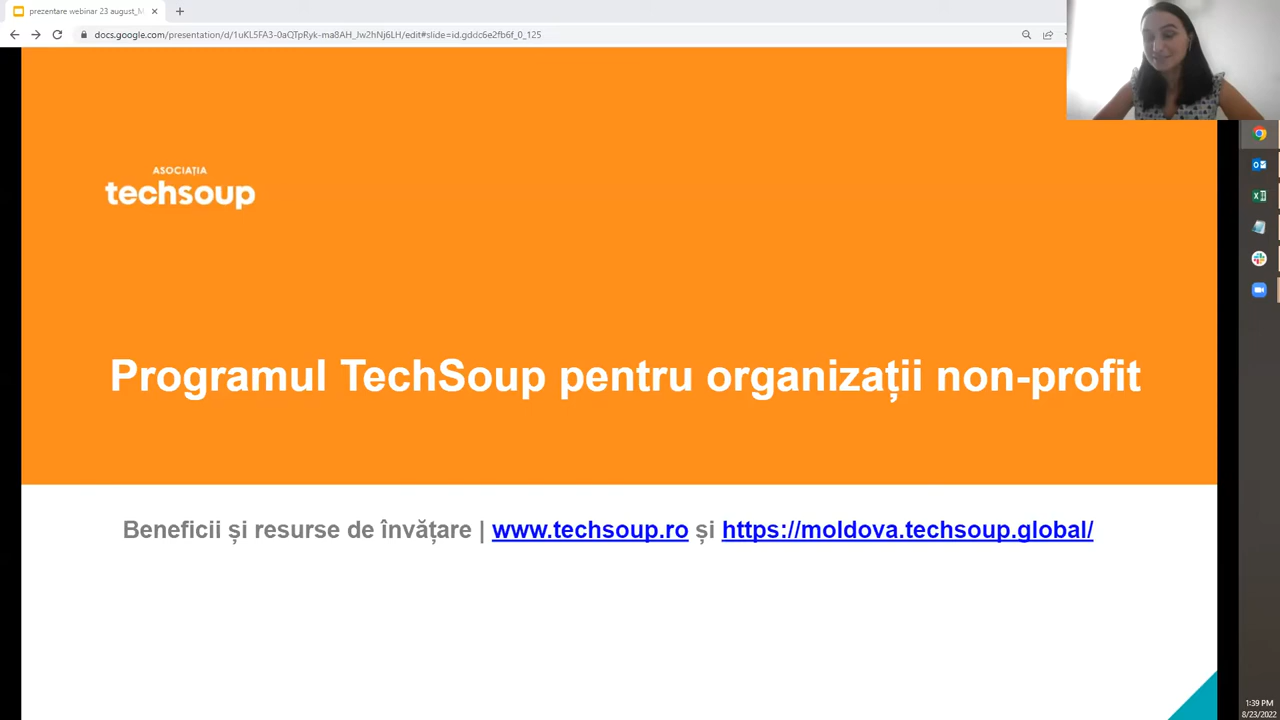 prezentare webinar 23 august_M
docs.google.com/presentation/d/1uKL5FA3-0aQTpRyk-ma8AH_Jw2hNj6LH/edit#slide=id.gddc6e2fb6f_0_125
ASOCIAȚIA
techsoup
Programul TechSoup pentru organizații non-profit
Beneficii și resurse de învățare | www.techsoup.ro și https://moldova.techsoup.global/
1:39 PM
8/23/2022